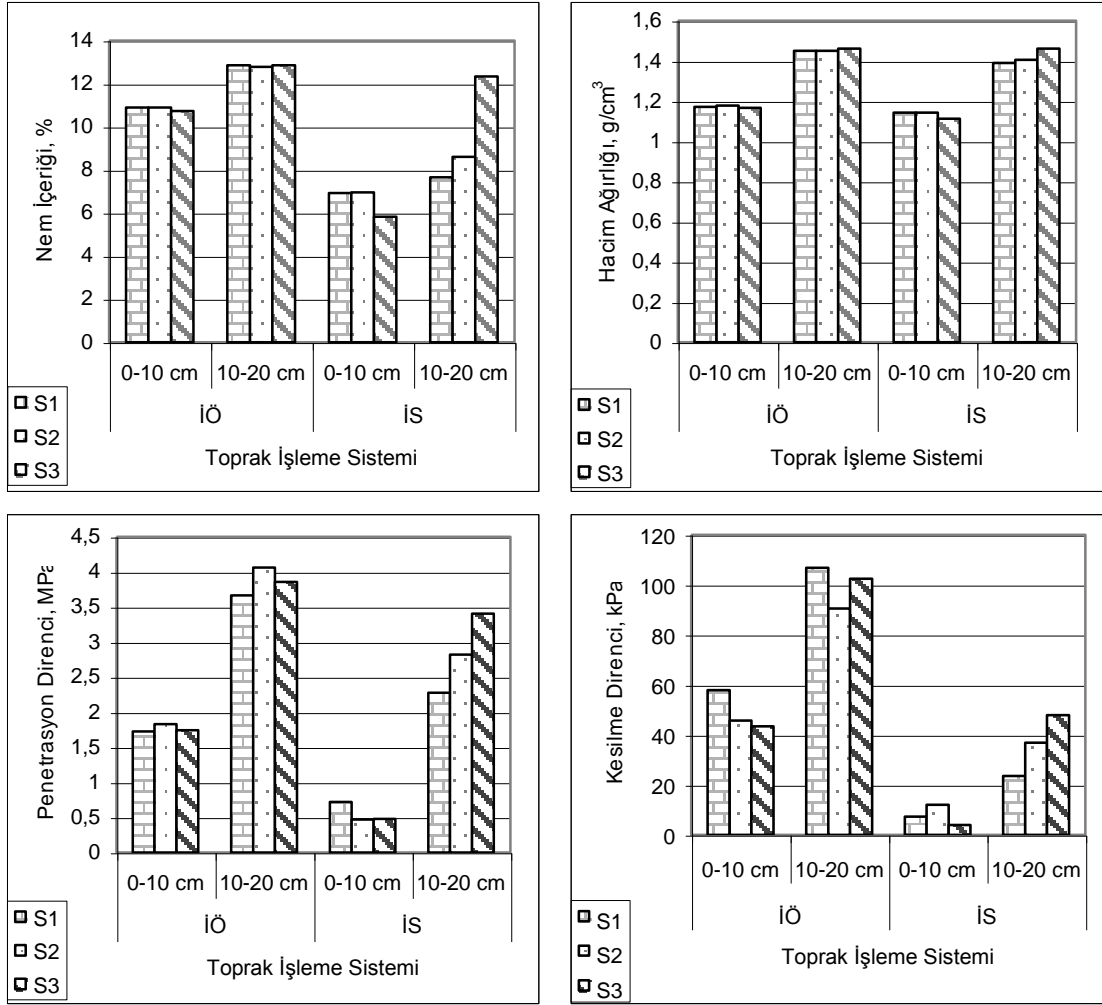 Nem İçeriği, %
14
12
10
8
6
4
2
0
0-10 cm 10-20 cm 0-10 cm 10-20 cm
İÖ İS
Toprak İşleme Sistemi
S1
S2
S3
Hacim Ağırlığı, g/cm³
1,6
1,4
1,2
1
0,8
0,6
0,4
0,2
0
0-10 cm 10-20 cm 0-10 cm 10-20 cm
İÖ İS
Toprak İşleme Sistemi
S1
S2
S3
Penetrasyon Direnci, MPa
4,5
4
3,5
3
2,5
2
1,5
1
0,5
0
0-10 cm 10-20 cm 0-10 cm 10-20 cm
İÖ İS
Toprak İşleme Sistemi
S1
S2
S3
Kesilme Direnci, kPa
120
100
80
60
40
20
0
0-10 cm 10-20 cm 0-10 cm 10-20 cm
İÖ İS
Toprak İşleme Sistemi
S1
S2
S3